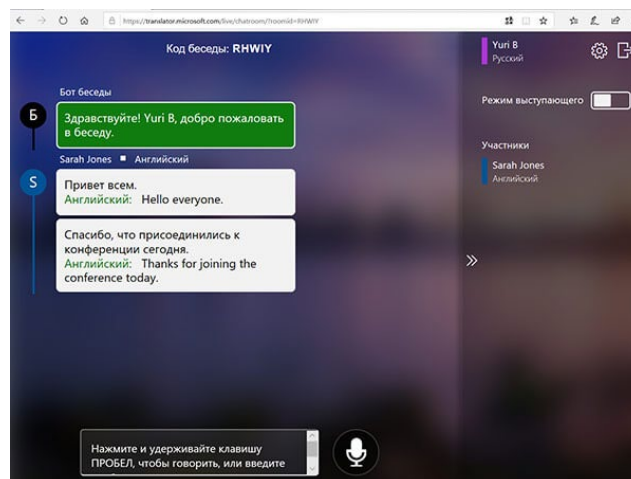 https://translator.microsoft.com/live/chatroom/?roomid=RHWIY
Код беседы: RHWIY
Yuri B
Русский
Режим выступающего
Участники
Sarah Jones
Английский
Бот беседы
Б
Здравствуйте! Yuri B, добро пожаловать
в беседу.
Sarah Jones ■ Английский
S
Привет всем.
Английский: Hello everyone.
Спасибо, что присоединились к
конференции сегодня.
Английский: Thanks for joining the
conference today.
Нажмите и удерживайте клавишу
ПРОБЕЛ, чтобы говорить, или введите